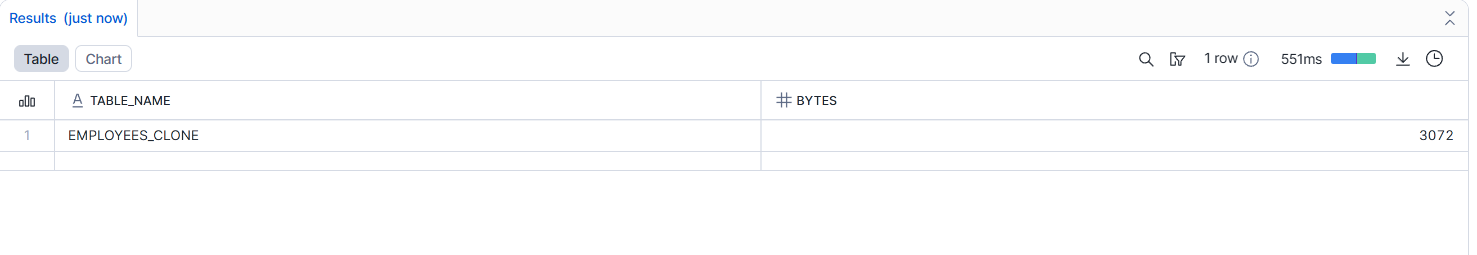 Results (just now)
Table Chart 1 row 551ms
TABLE_NAME BYTES
1 EMPLOYEES_CLONE 3072